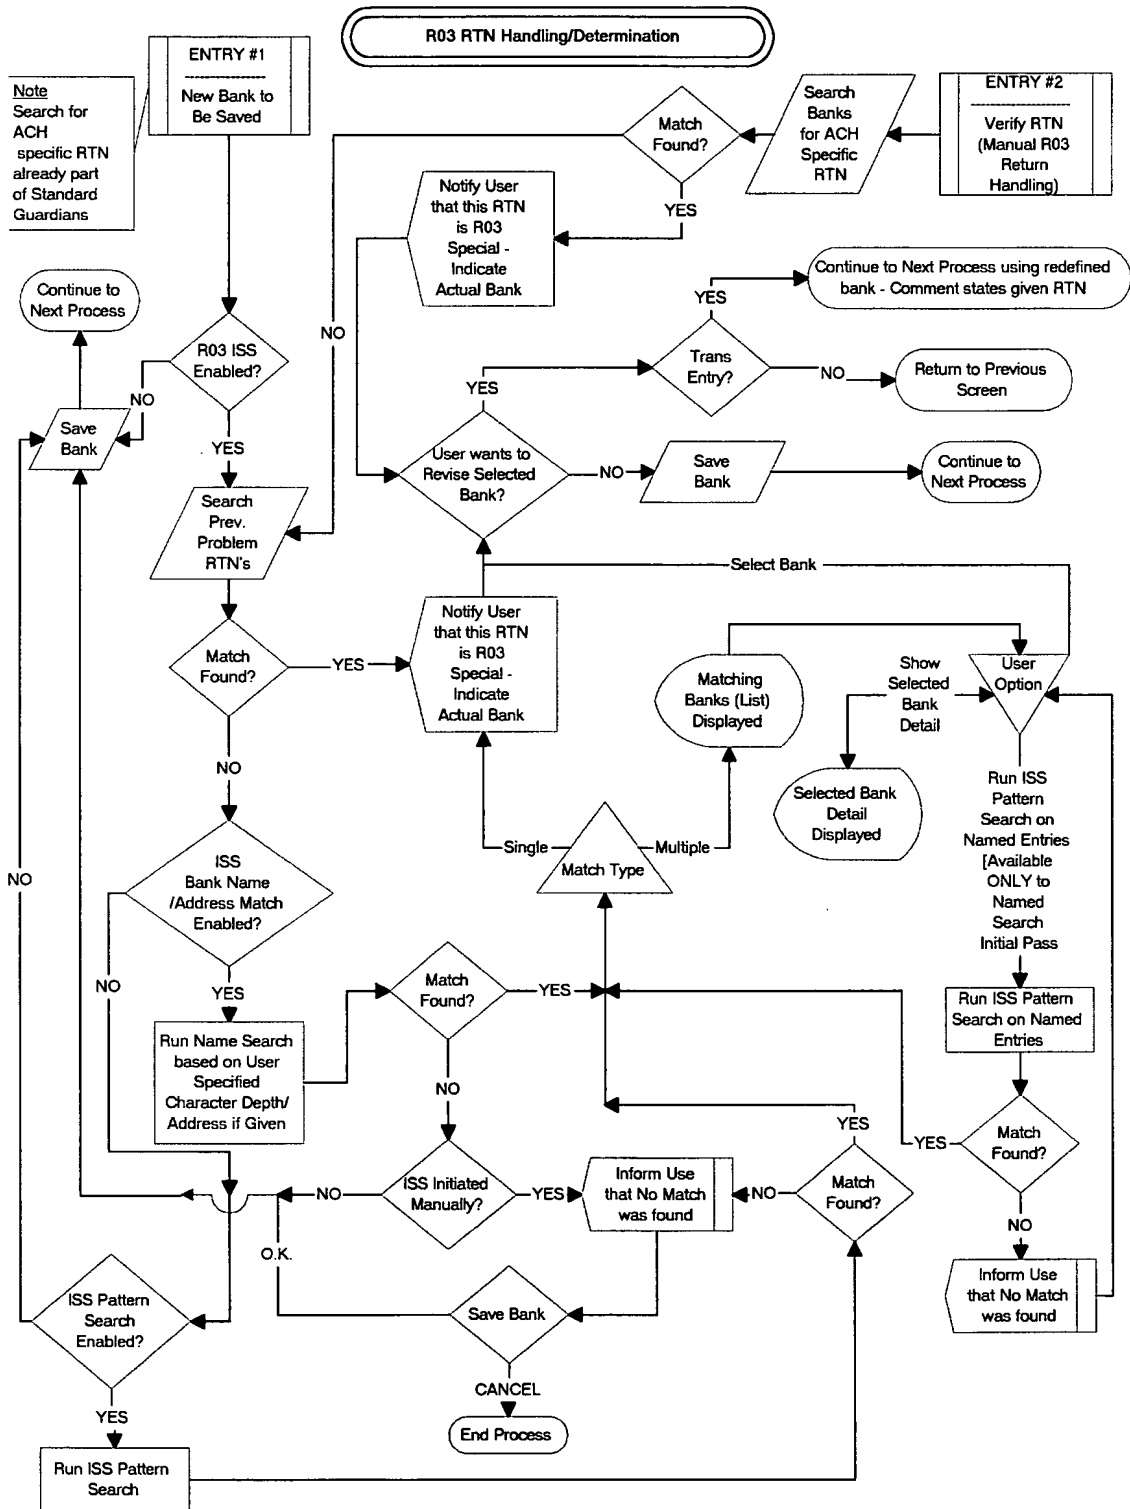 R03 RTN Handling/Determination
ENTRY #1
New Bank to
Be Saved
Note
Search for
ACH
specific RTN
already part
of Standard
Guardians
ENTRY #2
Verify RTN
(Manual R03
Return
Handling)
Search
Banks
for ACH
Specific
RTN
Match
Found?
YES
NO
Notify User
that this RTN
is R03
Special -
Indicate
Actual Bank
Continue to
Next Process
R03 ISS
Enabled?
NO
YES
Save
Bank
Search
Prev.
Problem
RTN's
Continue to Next Process using redefined
bank - Comment states given RTN
YES
Trans
Entry?
NO
Return to Previous
Screen
YES
User wants to
Revise Selected
Bank?
NO
Save
Bank
Continue to
Next Process
Select Bank
Match
Found?
YES
NO
Notify User
that this RTN
is R03
Special -
Indicate
Actual Bank
Matching
Banks (List)
Displayed
Show
Selected
Bank
Detail
User
Option
Selected Bank
Detail
Displayed
Run ISS
Pattern
Search on
Named Entries
[Available
ONLY to
Named
Search
Initial Pass
Single
Match Type
Multiple
ISS
Bank Name
/Address Match
Enabled?
NO
NO
YES
Run Name Search
based on User
Specified
Character Depth/
Address if Given
Match
Found?
YES
NO
Run ISS Pattern
Search on Named
Entries
Match
Found?
YES
NO
Inform Use
that No Match
was found
ISS Initiated
Manually?
NO
YES
Inform Use
that No Match
was found
NO
Match
Found?
YES
O.K.
Save Bank
CANCEL
End Process
ISS Pattern
Search
Enabled?
YES
Run ISS Pattern
Search